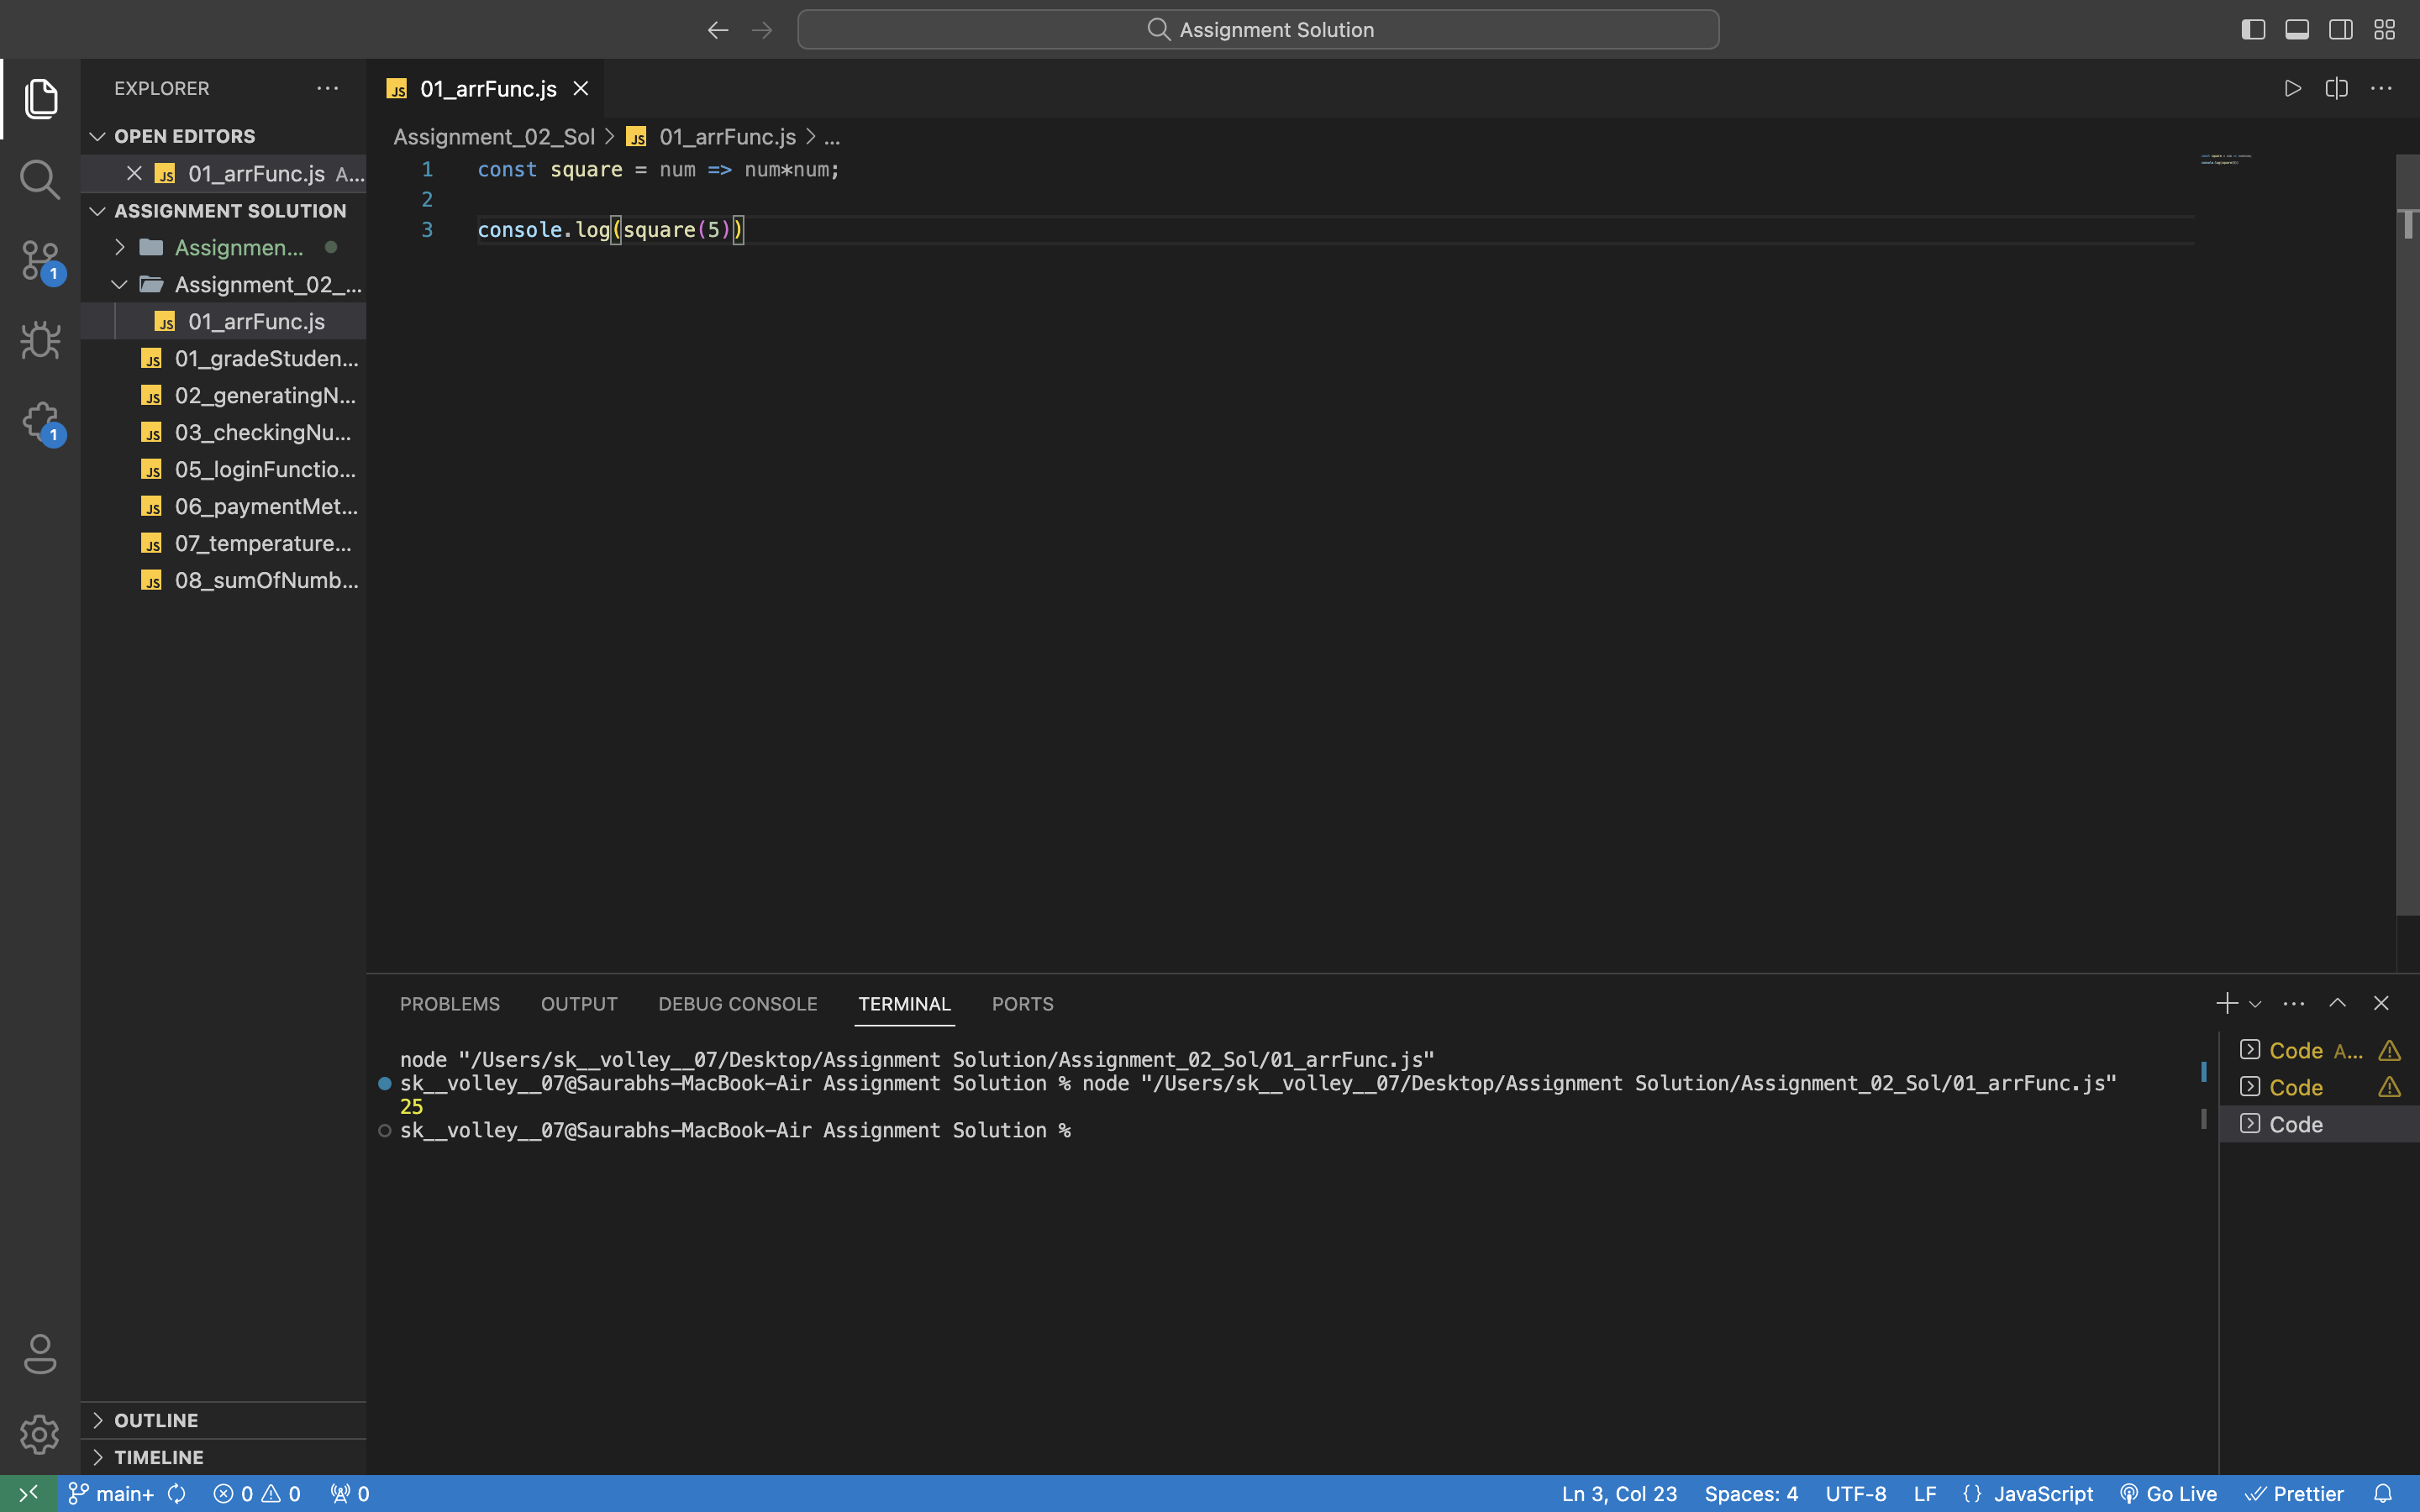 Assignment Solution
EXPLORER
OPEN EDITORS
JS 01_arrFunc.js A...
ASSIGNMENT SOLUTION
Assignmen...
Assignment_02_...
JS 01_arrFunc.js
JS 01_gradeStuden...
JS 02_generatingN...
JS 03_checkingNu...
JS 05_loginFunctio...
JS 06_paymentMet...
JS 07_temperature...
JS 08_sumOfNumb...
OUTLINE
TIMELINE
1
1
JS 01_arrFunc.js
Assignment_02_Sol > JS 01_arrFunc.js > ...
1 const square = num => num*num;
2
3 console.log(square(5))
PROBLEMS OUTPUT DEBUG CONSOLE TERMINAL PORTS
node "/Users/sk__volley__07/Desktop/Assignment Solution/Assignment_02_Sol/01_arrFunc.js"
sk__volley__07@Saurabhs-MacBook-Air Assignment Solution % node "/Users/sk__volley__07/Desktop/Assignment Solution/Assignment_02_Sol/01_arrFunc.js"
25
sk__volley__07@Saurabhs-MacBook-Air Assignment Solution %
Code A...
Code
Code
main+ 0 0 0 Ln 3, Col 23 Spaces: 4 UTF-8 LF {} JavaScript Go Live Prettier